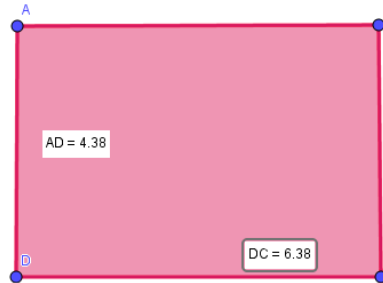 A
AD = 4.38
D
DC = 6.38